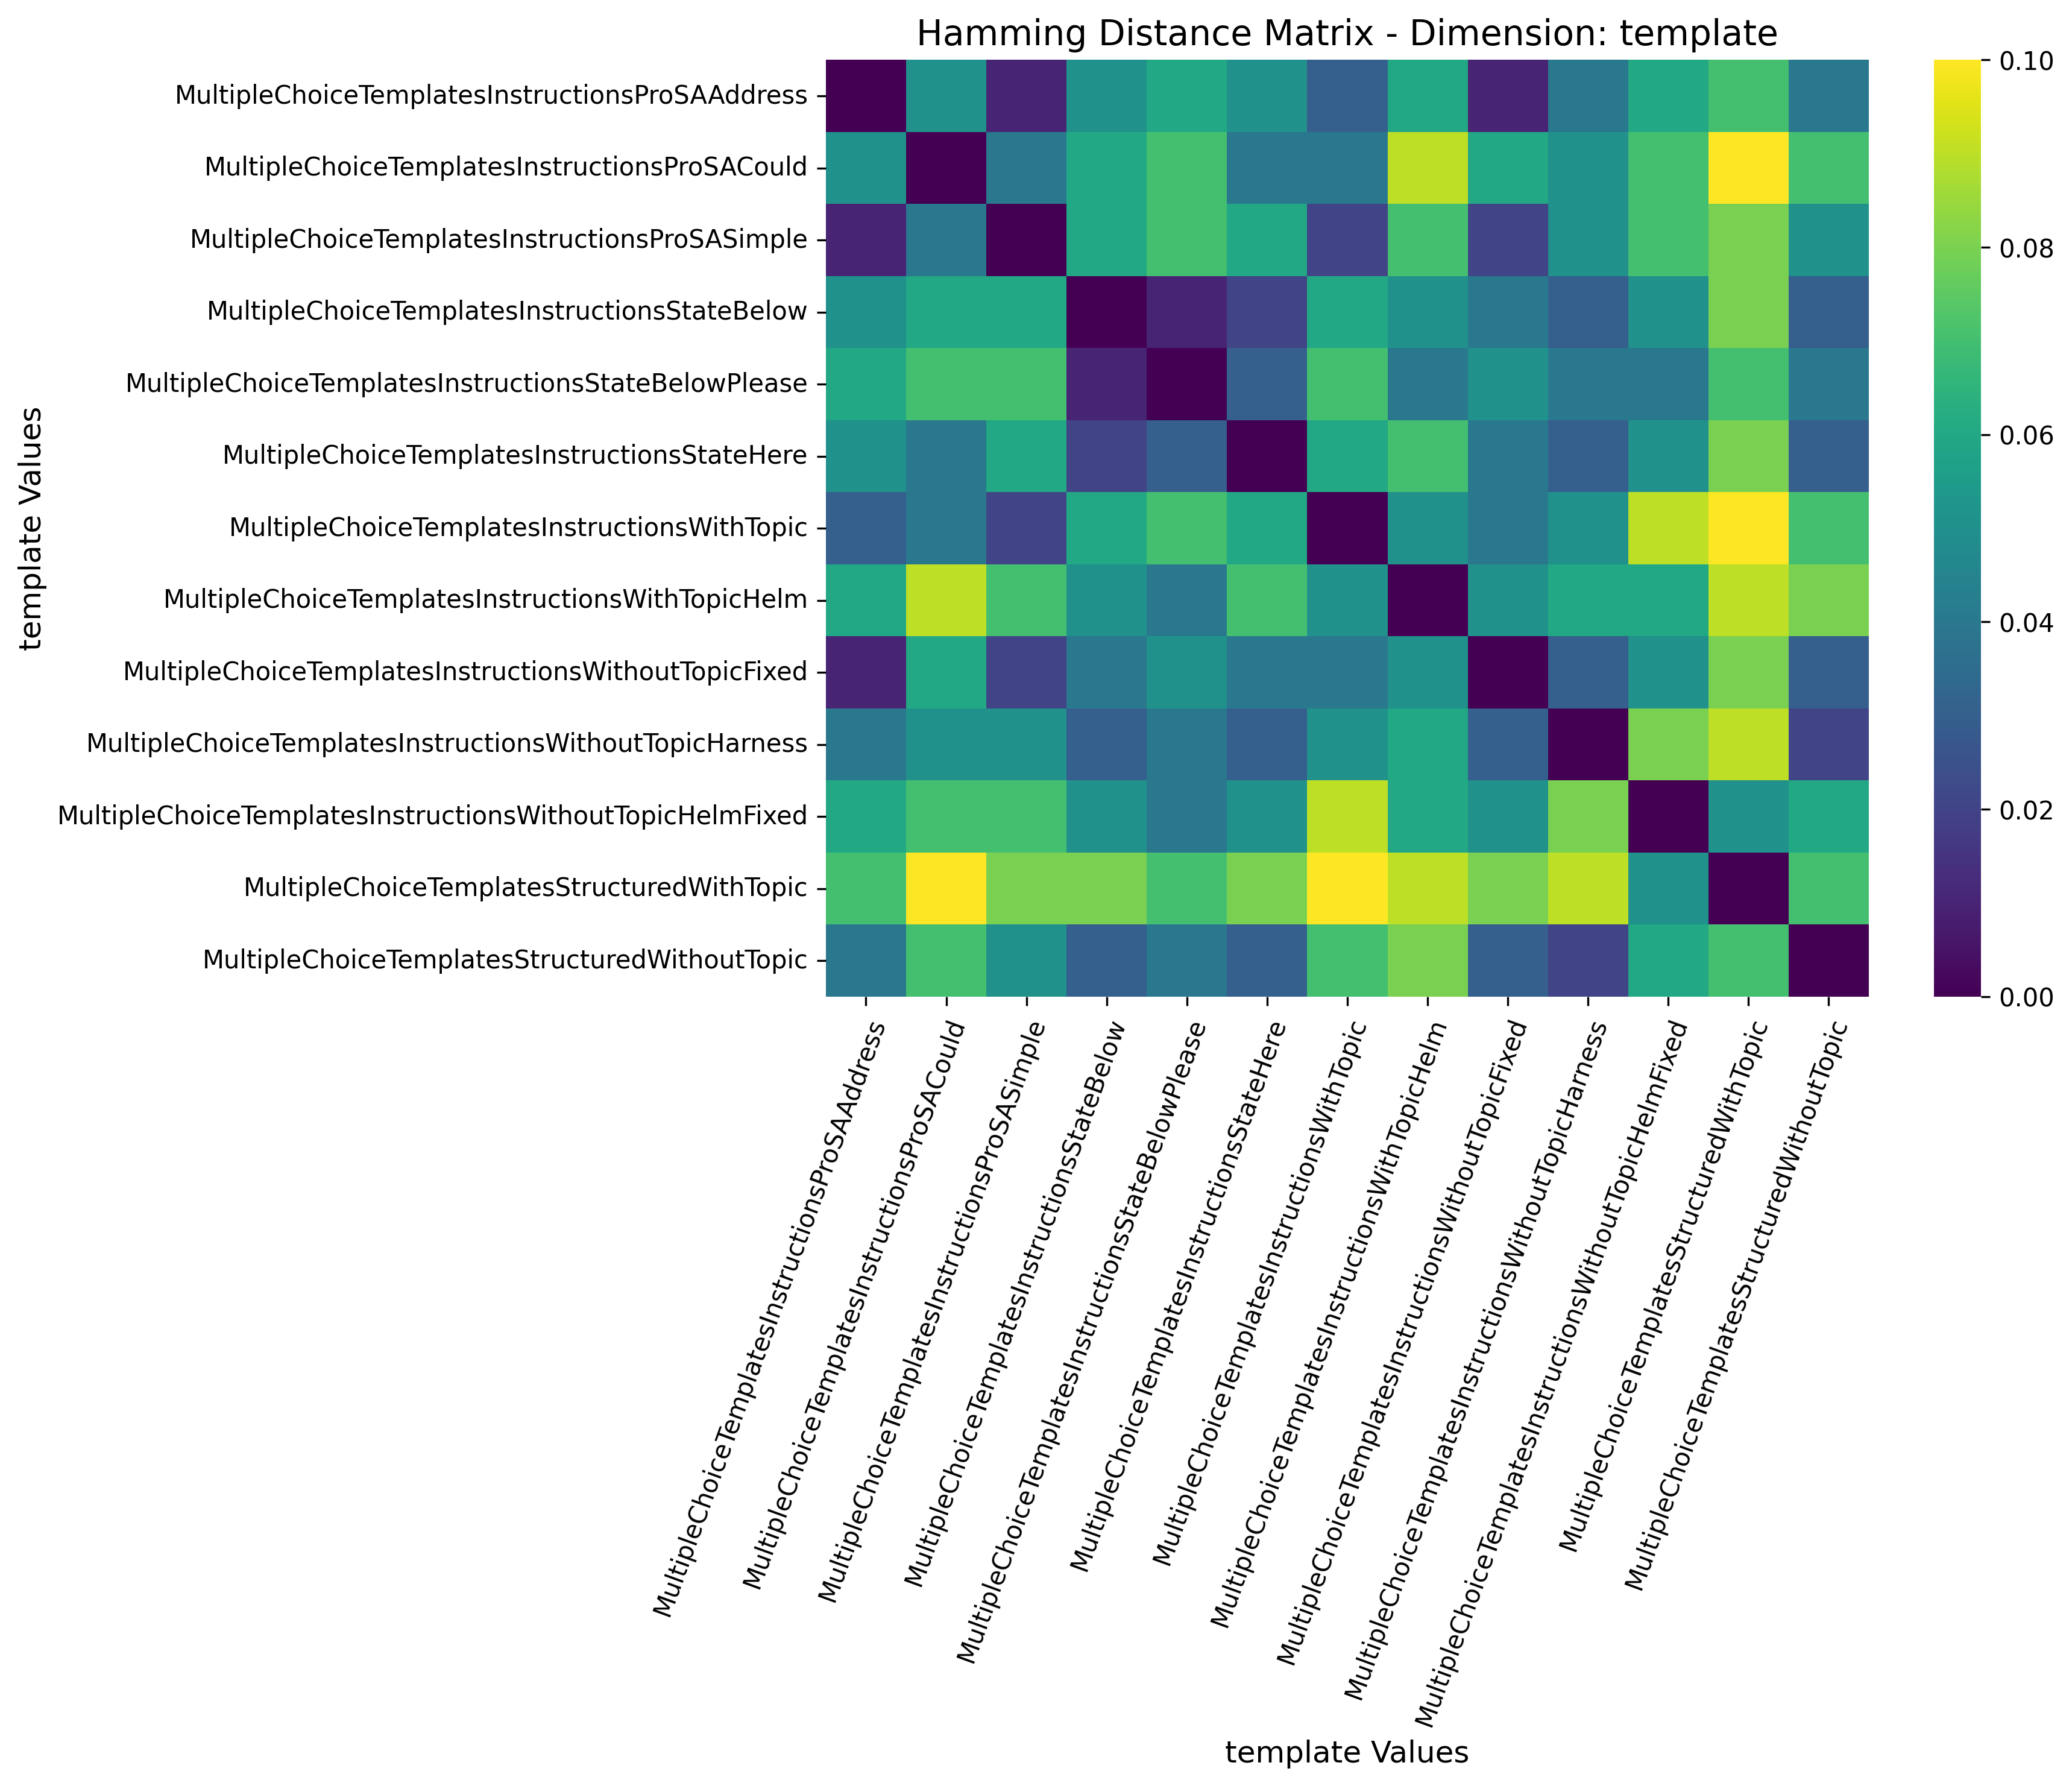 Hamming Distance Matrix - Dimension: template
template Values
MultipleChoiceTemplatesInstructionsProSAAddress
MultipleChoiceTemplatesInstructionsProSACould
MultipleChoiceTemplatesInstructionsProSASimple
MultipleChoiceTemplatesInstructionsStateBelow
MultipleChoiceTemplatesInstructionsStateBelowPlease
MultipleChoiceTemplatesInstructionsStateHere
MultipleChoiceTemplatesInstructionsWithTopic
MultipleChoiceTemplatesInstructionsWithTopicHelm
MultipleChoiceTemplatesInstructionsWithoutTopicFixed
MultipleChoiceTemplatesInstructionsWithoutTopicHarness
MultipleChoiceTemplatesInstructionsWithoutTopicHelmFixed
MultipleChoiceTemplatesStructuredWithTopic
MultipleChoiceTemplatesStructuredWithoutTopic
0.10
0.08
0.06
0.04
0.02
0.00
MultipleChoiceTemplatesInstructionsProSAAddress
MultipleChoiceTemplatesInstructionsProSACould
MultipleChoiceTemplatesInstructionsProSASimple
MultipleChoiceTemplatesInstructionsStateBelow
MultipleChoiceTemplatesInstructionsStateBelowPlease
MultipleChoiceTemplatesInstructionsStateHere
MultipleChoiceTemplatesInstructionsWithTopic
MultipleChoiceTemplatesInstructionsWithTopicHelm
MultipleChoiceTemplatesInstructionsWithoutTopicFixed
MultipleChoiceTemplatesInstructionsWithoutTopicHarness
MultipleChoiceTemplatesInstructionsWithoutTopicHelmFixed
MultipleChoiceTemplatesStructuredWithTopic
MultipleChoiceTemplatesStructuredWithoutTopic
template Values